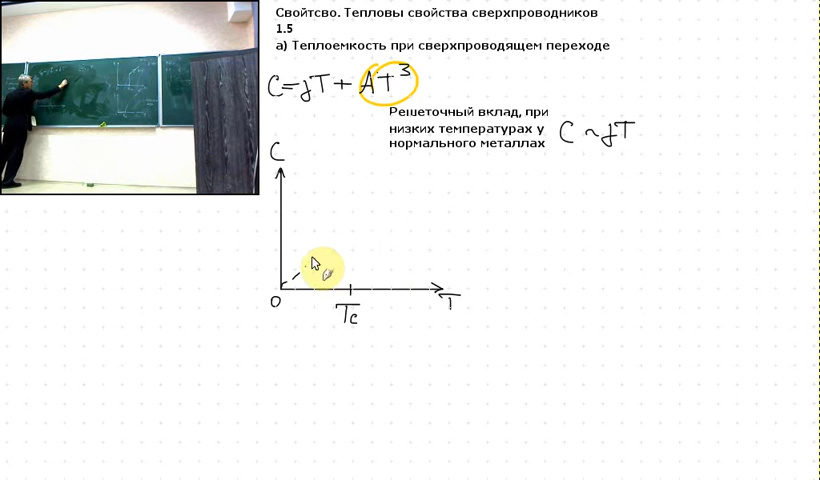 Свойтсво. Тепловы свойства сверхпроводников
1.5
а) Теплоемкость при сверхпроводящем переходе
C=γT + AT³
Решеточный вклад, при
низких температурах у
нормального металлах
C ~γT
C
0
Tc
T